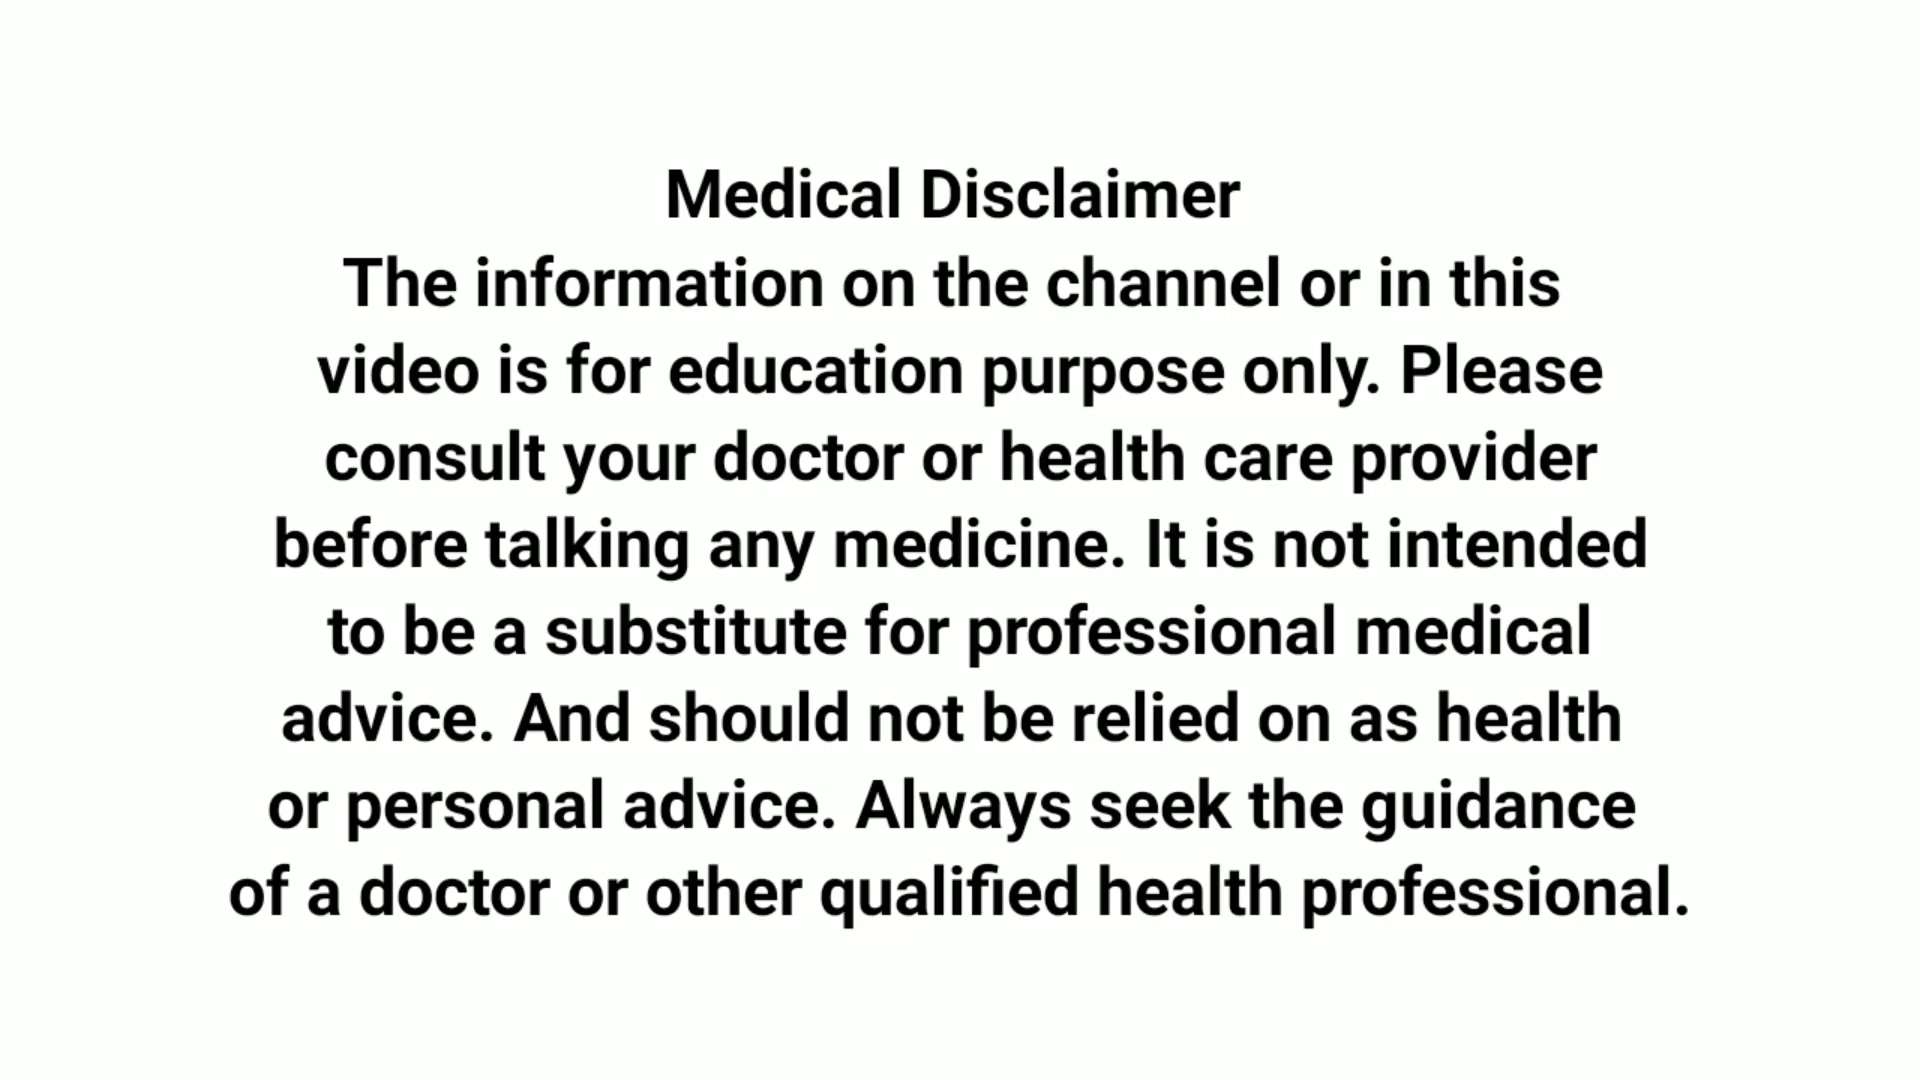 Medical Disclaimer
The information on the channel or in this
video is for education purpose only. Please
consult your doctor or health care provider
before talking any medicine. It is not intended
to be a substitute for professional medical
advice. And should not be relied on as health
or personal advice. Always seek the guidance
of a doctor or other qualified health professional.